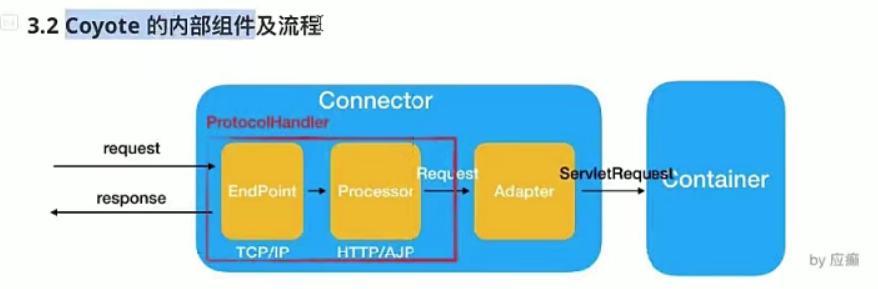 3.2 Coyote 的内部组件及流程
Connector
ProtocolHandler
request
response
EndPoint
Processor
Request
Adapter
ServletRequest
Container
TCP/IP
HTTP/AJP
by 应癫